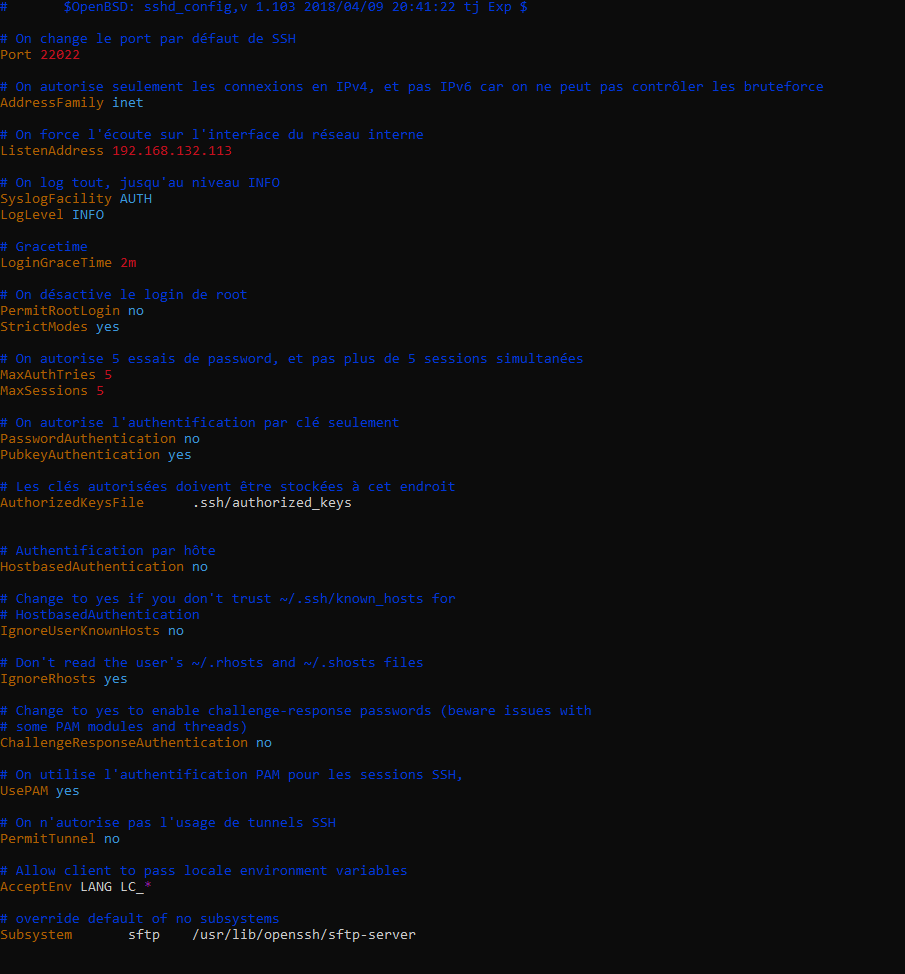 #       $OpenBSD: sshd_config,v 1.103 2018/04/09 20:41:22 tj Exp $
# On change le port par défaut de SSH
Port 22022
# On autorise seulement les connexions en IPv4, et pas IPv6 car on ne peut pas contrôler les bruteforce
AddressFamily inet
# On force l'écoute sur l'interface du réseau interne
ListenAddress 192.168.132.113
# On log tout, jusqu'au niveau INFO
SyslogFacility AUTH
LogLevel INFO
# Gracetime
LoginGraceTime 2m
# On désactive le login de root
PermitRootLogin no
StrictModes yes
# On autorise 5 essais de password, et pas plus de 5 sessions simultanées
MaxAuthTries 5
MaxSessions 5
# On autorise l'authentification par clé seulement
PasswordAuthentication no
PubkeyAuthentication yes
# Les clés autorisées doivent être stockées à cet endroit
AuthorizedKeysFile      .ssh/authorized_keys
# Authentification par hôte
HostbasedAuthentication no
# Change to yes if you don't trust ~/.ssh/known_hosts for
# HostbasedAuthentication
IgnoreUserKnownHosts no
# Don't read the user's ~/.rhosts and ~/.shosts files
IgnoreRhosts yes
# Change to yes to enable challenge-response passwords (beware issues with
# some PAM modules and threads)
ChallengeResponseAuthentication no
# On utilise l'authentification PAM pour les sessions SSH,
UsePAM yes
# On n'autorise pas l'usage de tunnels SSH
PermitTunnel no
# Allow client to pass locale environment variables
AcceptEnv LANG LC_*
# override default of no subsystems
Subsystem       sftp    /usr/lib/openssh/sftp-server